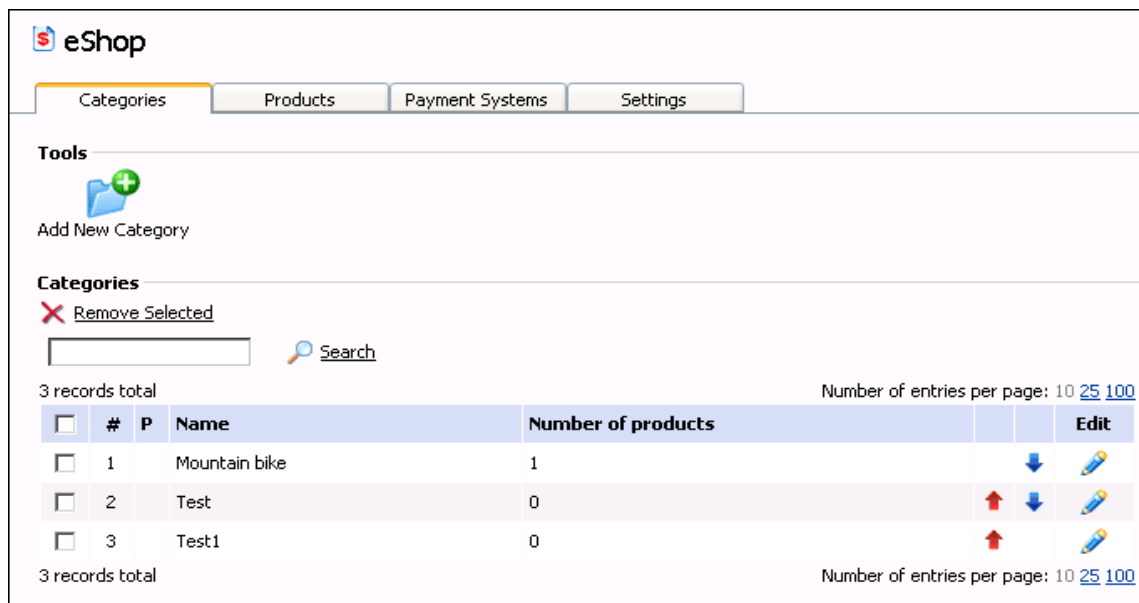 eShop
Categories Products Payment Systems Settings
Tools
Add New Category
Categories
Remove Selected
Search
3 records total Number of entries per page: 10 25 100
# P Name Number of products Edit
1 Mountain bike 1
2 Test 0
3 Test1 0
3 records total Number of entries per page: 10 25 100